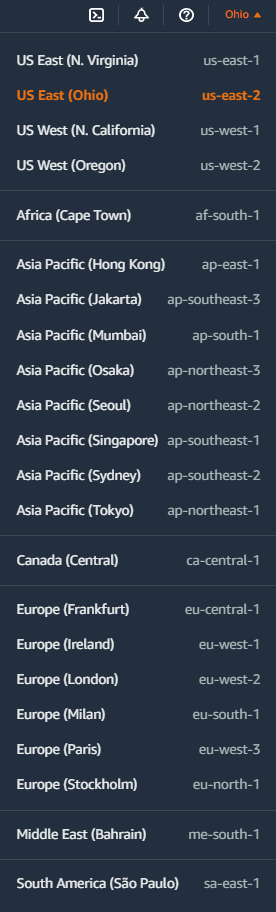 Ohio
US East (N. Virginia) us-east-1
US East (Ohio) us-east-2
US West (N. California) us-west-1
US West (Oregon) us-west-2
Africa (Cape Town) af-south-1
Asia Pacific (Hong Kong) ap-east-1
Asia Pacific (Jakarta) ap-southeast-3
Asia Pacific (Mumbai) ap-south-1
Asia Pacific (Osaka) ap-northeast-3
Asia Pacific (Seoul) ap-northeast-2
Asia Pacific (Singapore) ap-southeast-1
Asia Pacific (Sydney) ap-southeast-2
Asia Pacific (Tokyo) ap-northeast-1
Canada (Central) ca-central-1
Europe (Frankfurt) eu-central-1
Europe (Ireland) eu-west-1
Europe (London) eu-west-2
Europe (Milan) eu-south-1
Europe (Paris) eu-west-3
Europe (Stockholm) eu-north-1
Middle East (Bahrain) me-south-1
South America (São Paulo) sa-east-1